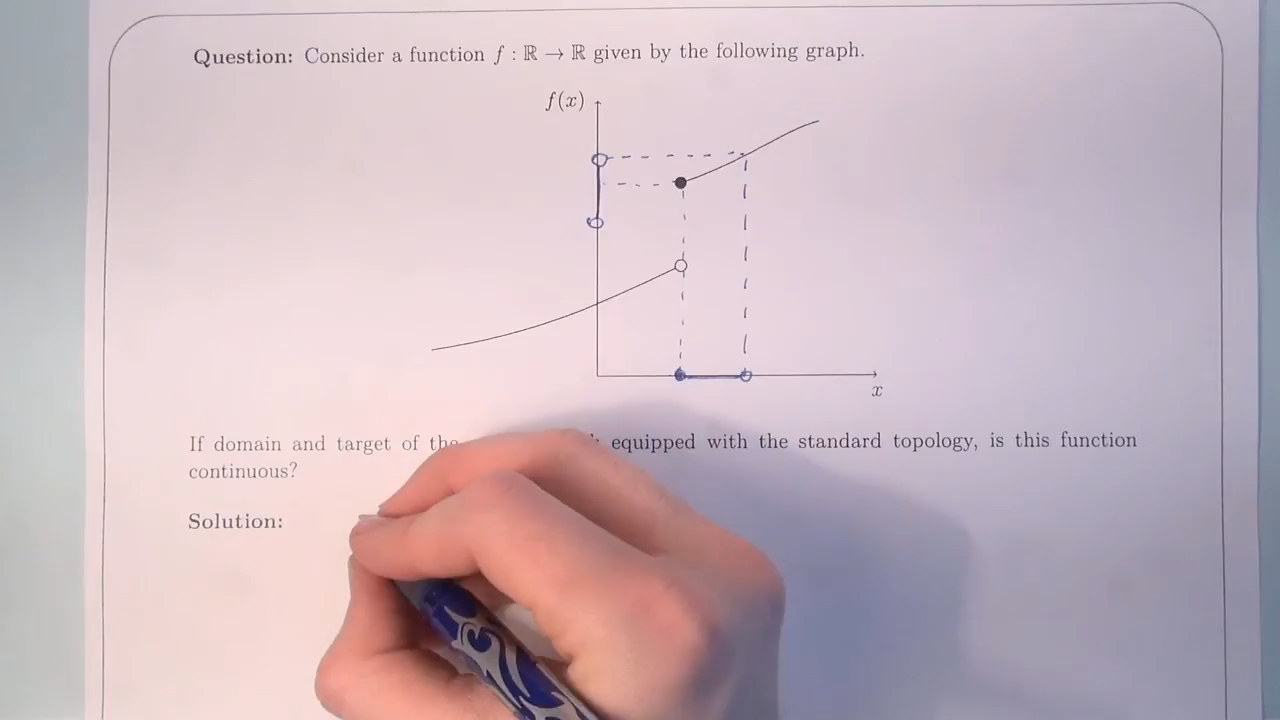 Question: Consider a function f : ℝ → ℝ given by the following graph.
f(x)
x
If domain and target of the equipped with the standard topology, is this function
continuous?
Solution: